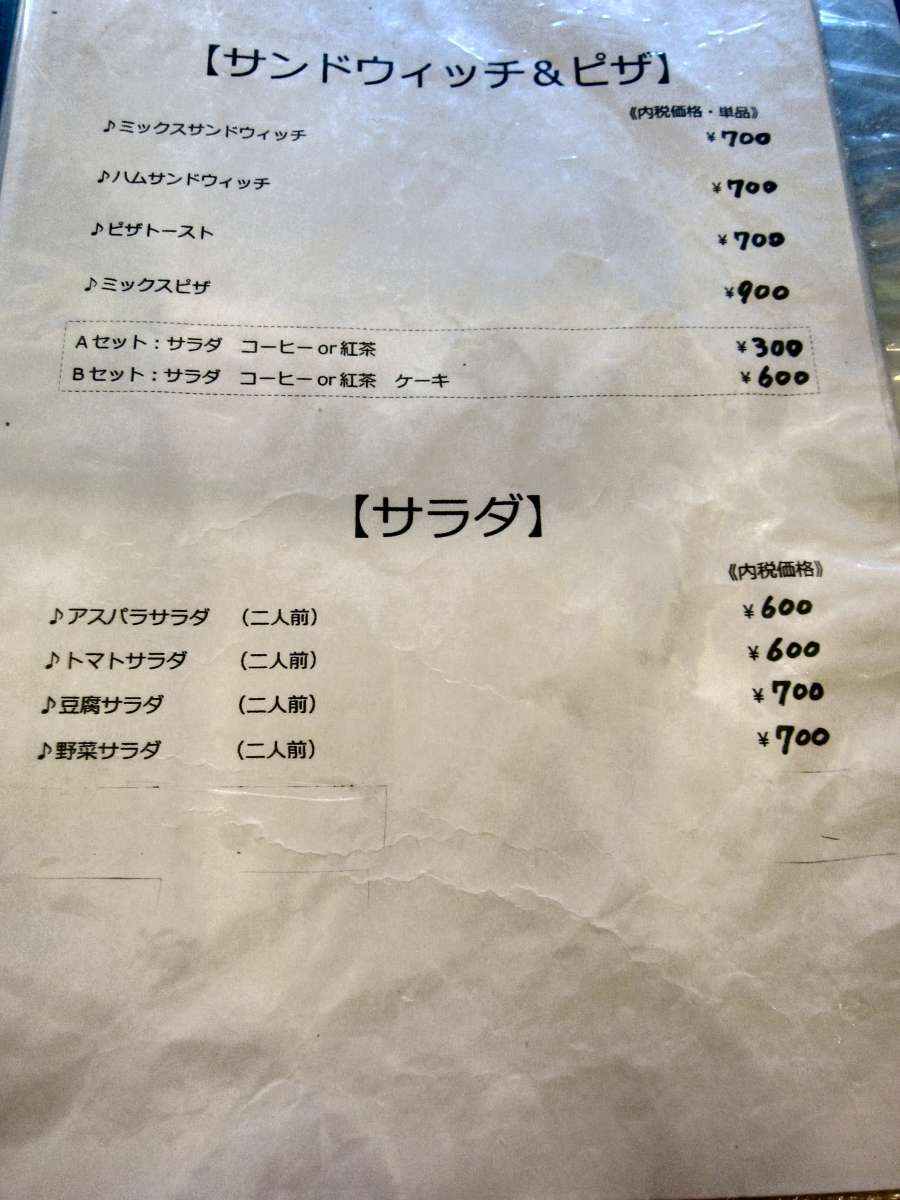 【サンドウィッチ＆ピザ】
《内税価格・単品》
♪ミックスサンドウィッチ ￥700
♪ハムサンドウィッチ ￥700
♪ピザトースト ￥700
♪ミックスピザ ￥900
Ａセット：サラダ　コーヒーor紅茶 ￥300
Ｂセット：サラダ　コーヒーor紅茶　ケーキ ￥600
【サラダ】
《内税価格》
♪アスパラサラダ （二人前） ￥600
♪トマトサラダ （二人前） ￥600
♪豆腐サラダ （二人前） ￥700
♪野菜サラダ （二人前） ￥700